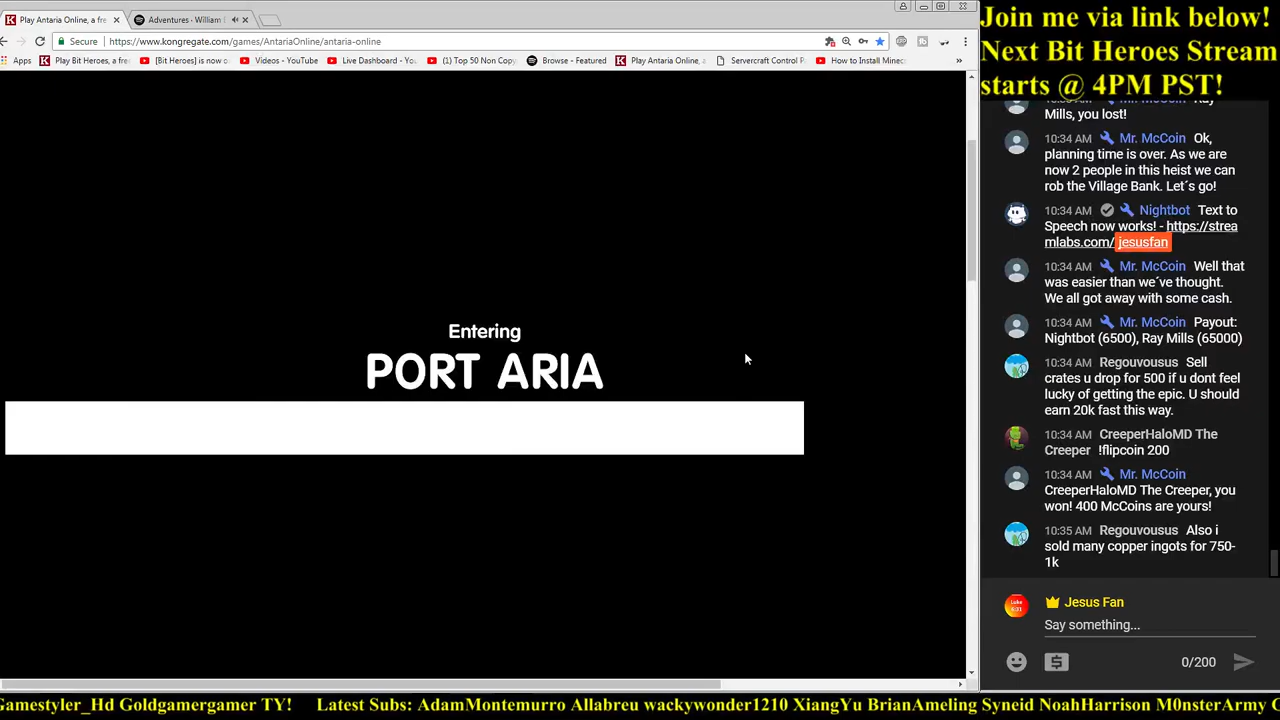 Play Antaria Online, a fre
Adventures - William
Secure
https://www.kongregate.com/games/AntariaOnline/antaria-online
Apps
Play Bit Heroes, a free
[Bit Heroes] is now o
Videos - YouTube
Live Dashboard - You
(1) Top 50 Non Copy
Browse - Featured
Play Antaria Online, a
Servercraft Control P
How to Install Minec
»
Entering
PORT ARIA
Join me via link below!
Next Bit Heroes Stream
starts @ 4PM PST!
Mills, you lost!
10:34 AM Mr. McCoin Ok,
planning time is over. As we are
now 2 people in this heist we can
rob the Village Bank. Let´s go!
10:34 AM Nightbot Text to
Speech now works! - https://strea
mlabs.com/jesusfan
10:34 AM Mr. McCoin Well that
was easier than we´ve thought.
We all got away with some cash.
10:34 AM Mr. McCoin Payout:
Nightbot (6500), Ray Mills (65000)
10:34 AM Regouvousus Sell
crates u drop for 500 if u dont feel
lucky of getting the epic. U should
earn 20k fast this way.
10:34 AM CreeperHaloMD The
Creeper !flipcoin 200
10:34 AM Mr. McCoin
CreeperHaloMD The Creeper, you
won! 400 McCoins are yours!
10:35 AM Regouvousus Also i
sold many copper ingots for 750-
1k
Jesus Fan
Say something...
0/200
Gamestyler_Hd Goldgamergamer TY! Latest Subs: AdamMontemurro Allabreu wackywonder1210 XiangYu BrianAmeling Syneid NoahHarrison M0nsterArmy